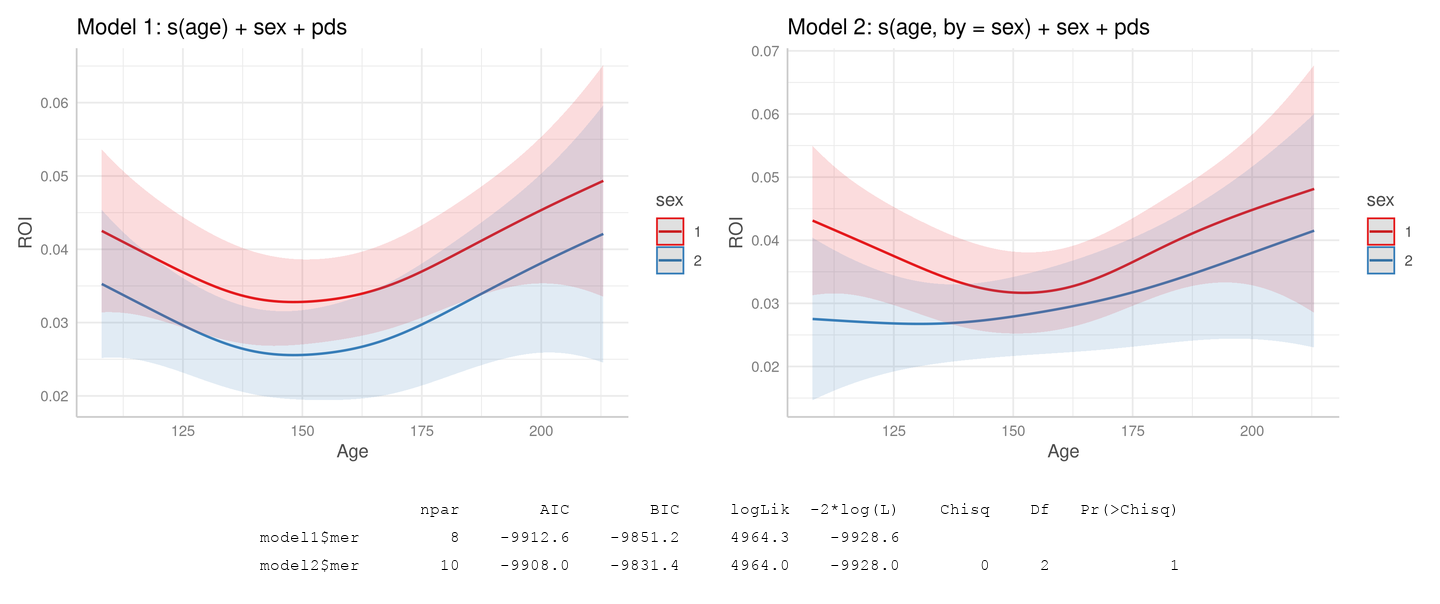 Model 1: s(age) + sex + pds
0.06
0.05
0.04
0.03
0.02
125 150 175 200
Age
ROI
sex
1
2
Model 2: s(age, by = sex) + sex + pds
0.07
0.06
0.05
0.04
0.03
0.02
125 150 175 200
Age
ROI
sex
1
2
npar AIC BIC logLik -2*log(L) Chisq Df Pr(>Chisq)
model1$mer 8 -9912.6 -9851.2 4964.3 -9928.6
model2$mer 10 -9908.0 -9831.4 4964.0 -9928.0 0 2 1